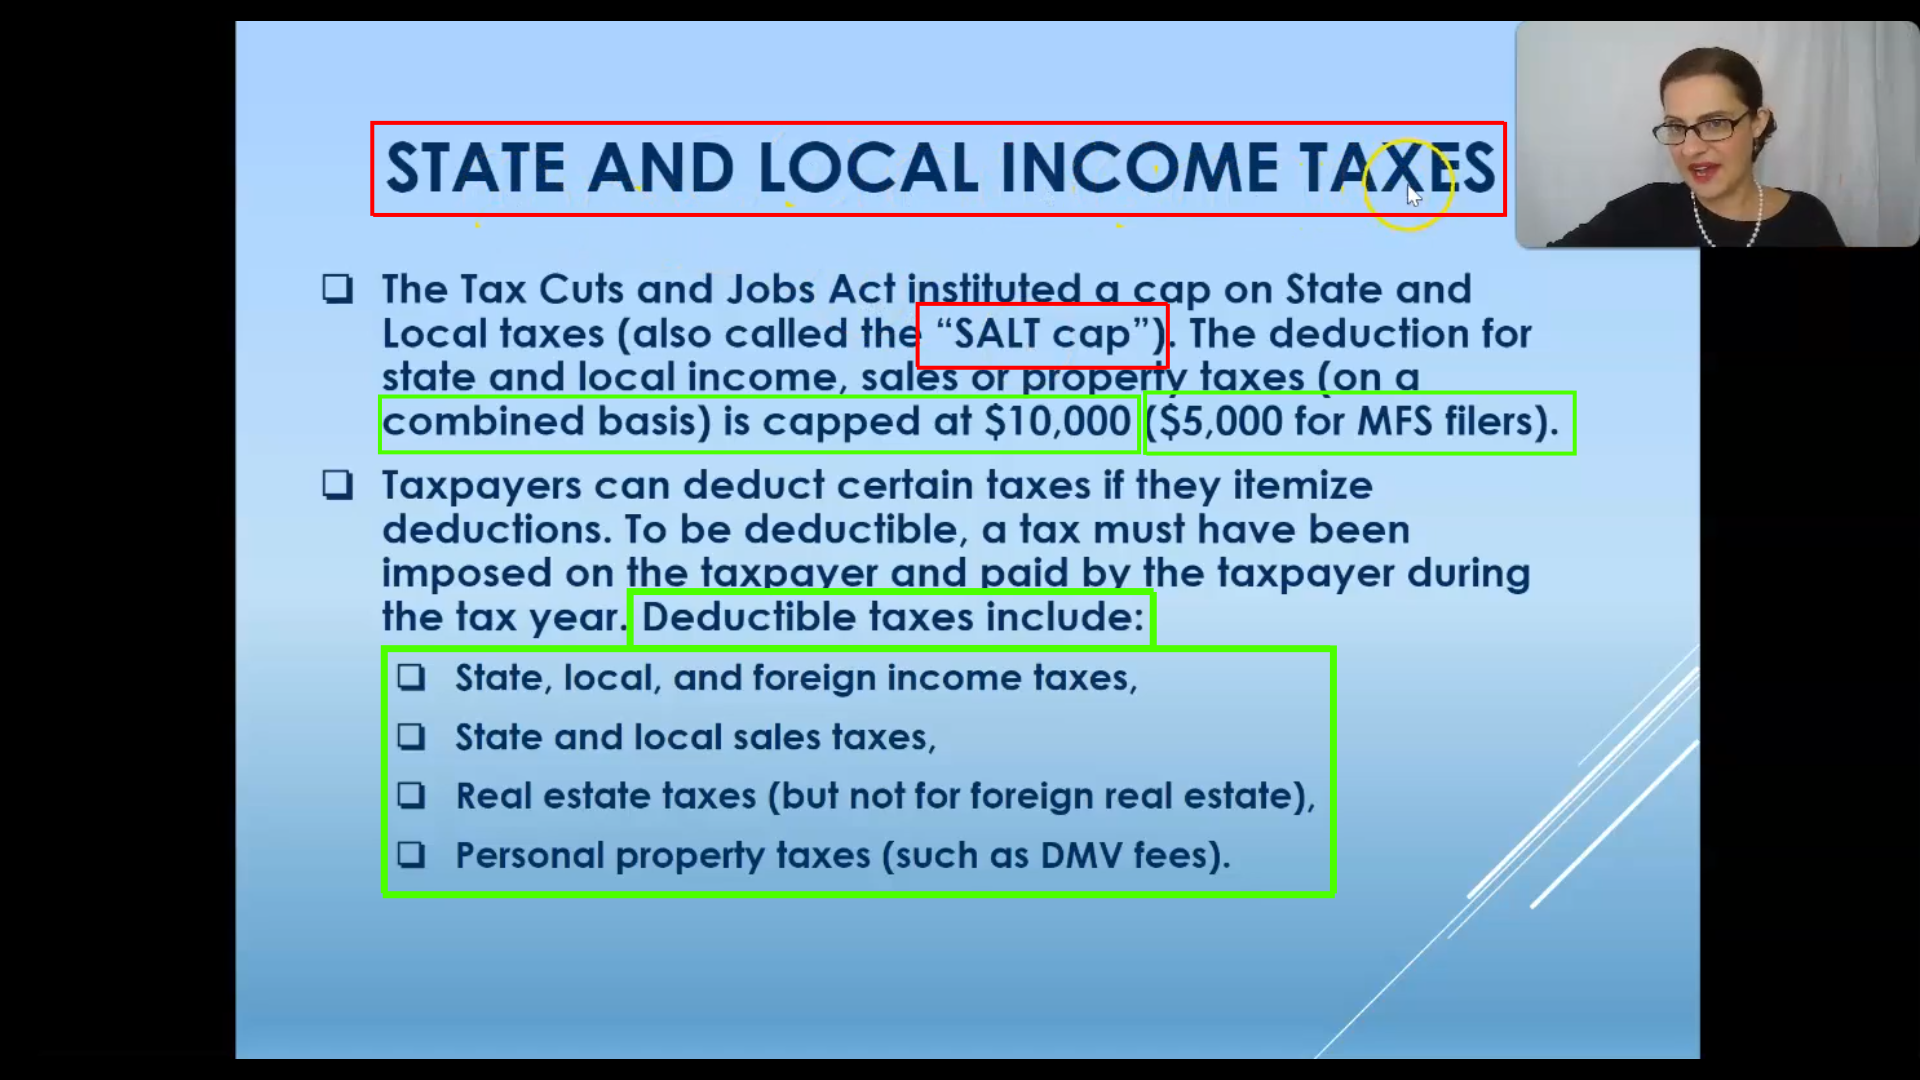 STATE AND LOCAL INCOME TAXES
❑ The Tax Cuts and Jobs Act instituted a cap on State and
Local taxes (also called the “SALT cap”). The deduction for
state and local income, sales or property taxes (on a
combined basis) is capped at $10,000 ($5,000 for MFS filers).
❑ Taxpayers can deduct certain taxes if they itemize
deductions. To be deductible, a tax must have been
imposed on the taxpayer and paid by the taxpayer during
the tax year. Deductible taxes include:
❑ State, local, and foreign income taxes,
❑ State and local sales taxes,
❑ Real estate taxes (but not for foreign real estate),
❑ Personal property taxes (such as DMV fees).